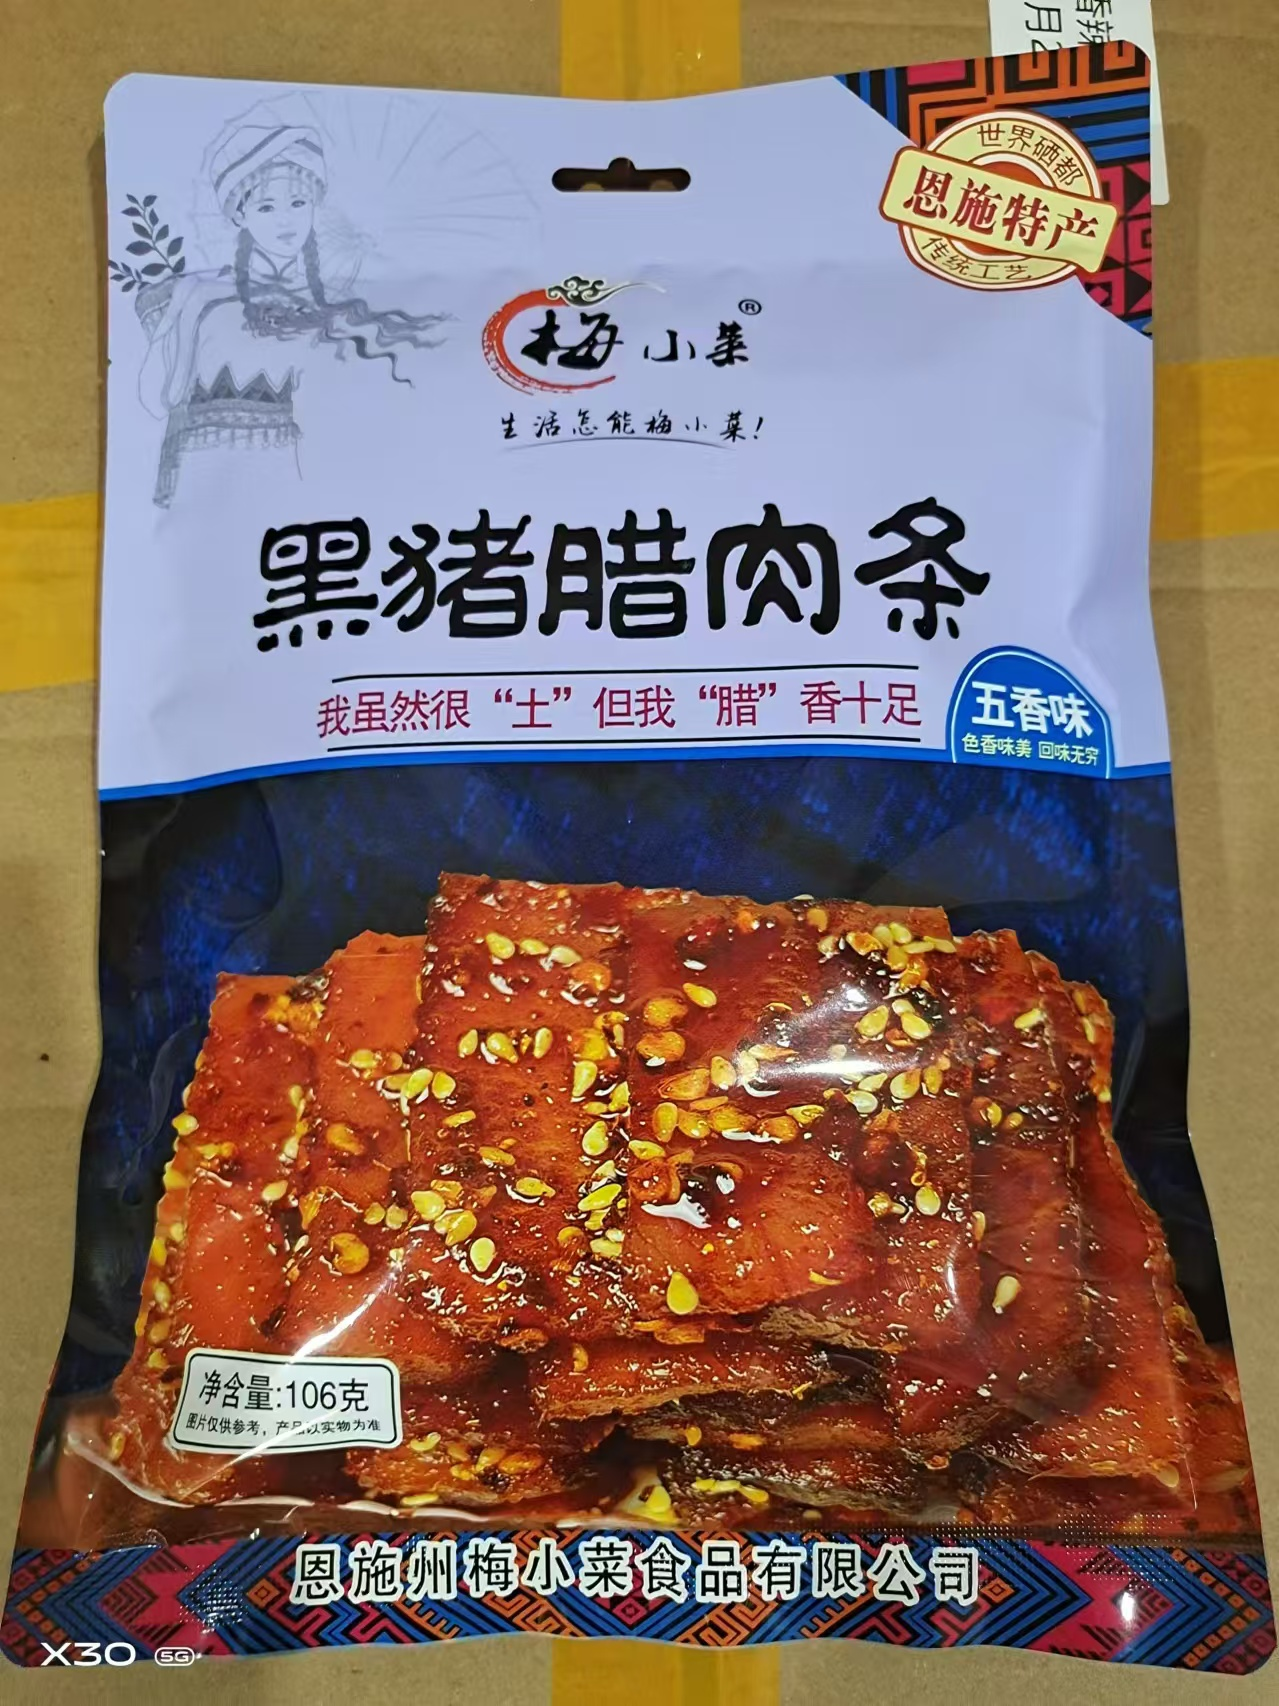 香辣
月2
世界硒都
恩施特产
传统工艺
梅小菜®
生活怎能梅小菜!
黑猪腊肉条
我虽然很“土”但我“腊”香十足
五香味
色香味美 回味无穷
净含量:106克
图片仅供参考，产品以实物为准
恩施州梅小菜食品有限公司
X30 5G